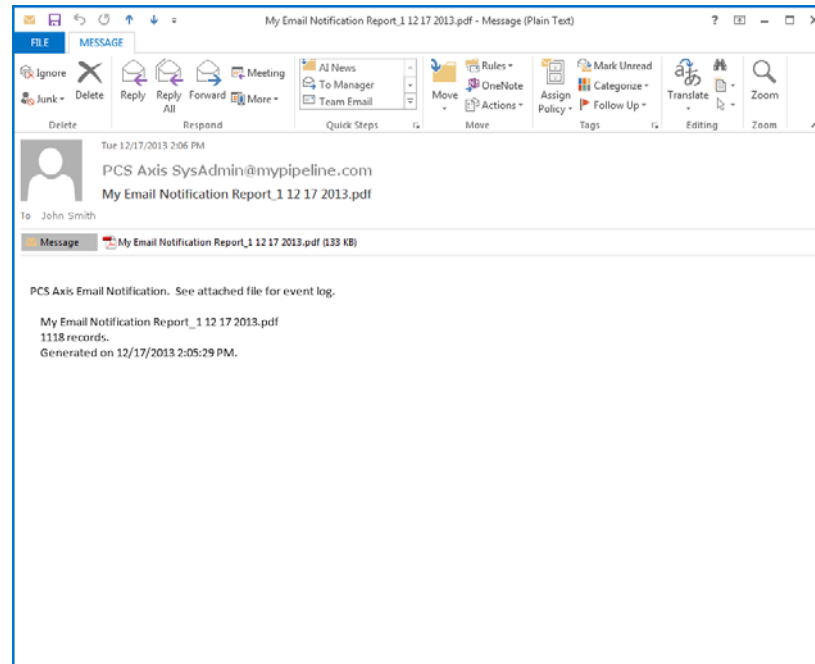 My Email Notification Report_1 12 17 2013.pdf - Message (Plain Text)
FILE MESSAGE
Ignore
Junk
Delete
Reply
Reply All
Forward
Meeting
More
AI News
To Manager
Team Email
Move
Rules
OneNote
Actions
Assign Policy
Mark Unread
Categorize
Follow Up
Translate
Zoom
Delete Respond Quick Steps Move Tags Editing Zoom
Tue 12/17/2013 2:06 PM
PCS Axis SysAdmin@mypipeline.com
My Email Notification Report_1 12 17 2013.pdf
To John Smith
Message My Email Notification Report_1 12 17 2013.pdf (133 KB)
PCS Axis Email Notification. See attached file for event log.
My Email Notification Report_1 12 17 2013.pdf
1118 records.
Generated on 12/17/2013 2:05:29 PM.